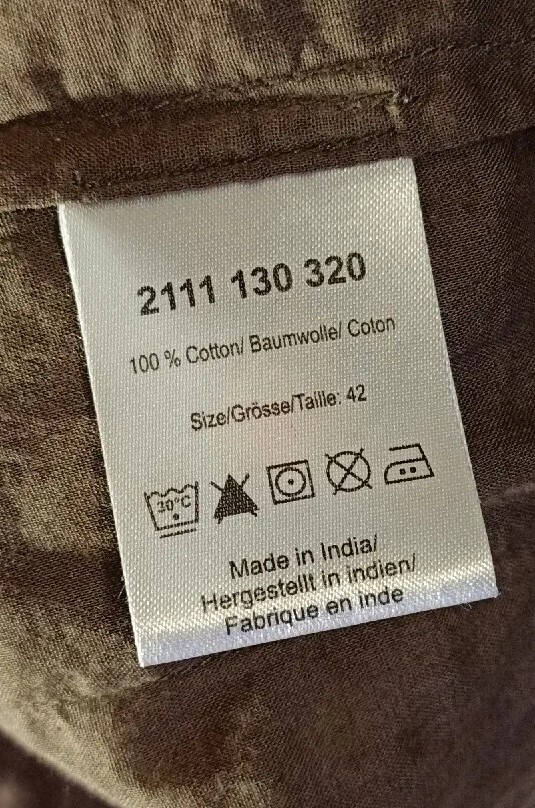 2111 130 320
100 % Cotton/ Baumwolle/ Coton
Size/Grösse/Taille: 42
30°C
Made in India/
Hergestellt in indien/
Fabrique en inde